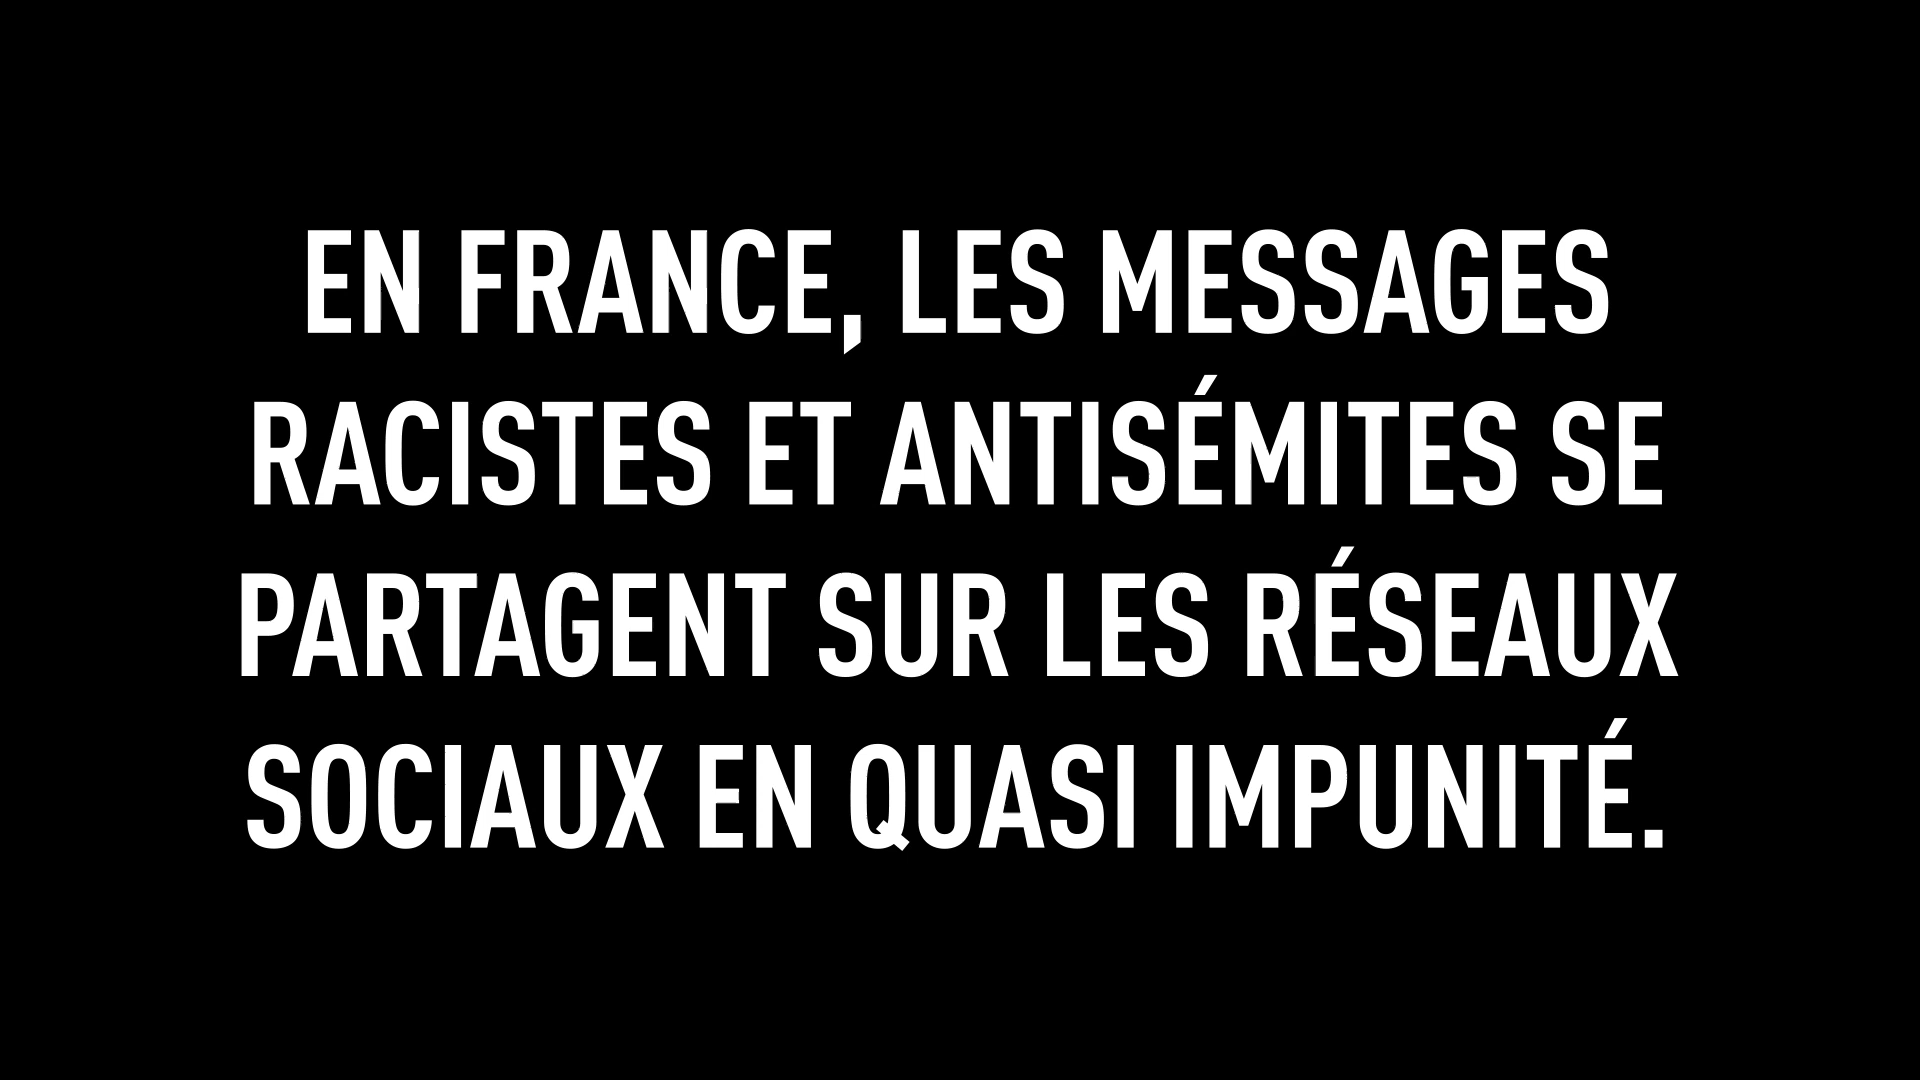 EN FRANCE, LES MESSAGES
RACISTES ET ANTISÉMITES SE
PARTAGENT SUR LES RÉSEAUX
SOCIAUX EN QUASI IMPUNITÉ.